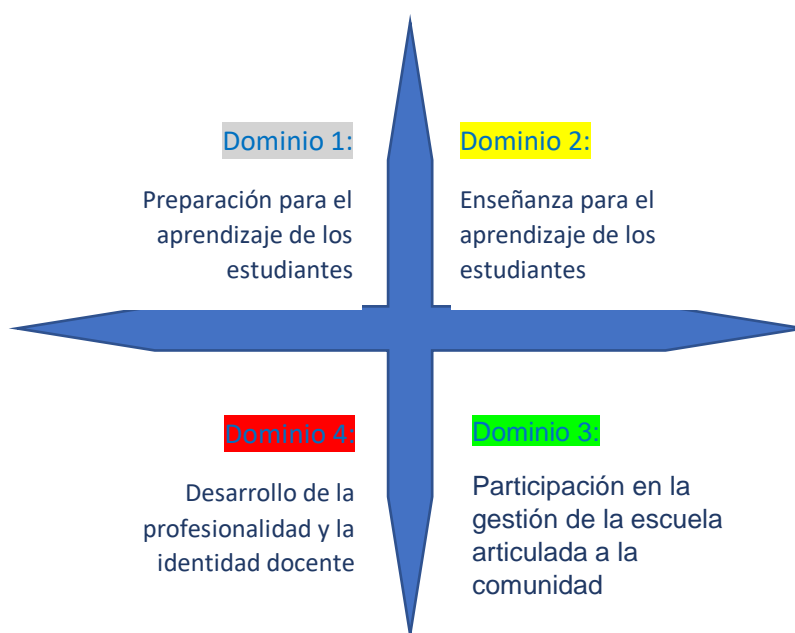 Dominio 1:
Preparación para el
aprendizaje de los
estudiantes
Dominio 2:
Enseñanza para el
aprendizaje de los
estudiantes
Dominio 4:
Desarrollo de la
profesionalidad y la
identidad docente
Dominio 3:
Participación en la
gestión de la escuela
articulada a la
comunidad